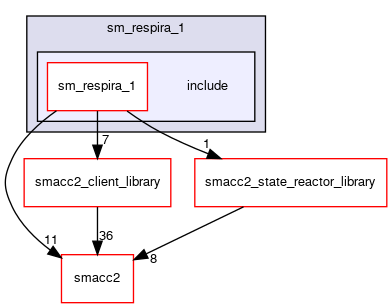 sm_respira_1
sm_respira_1
include
7
1
smacc2_client_library
smacc2_state_reactor_library
11
36
8
smacc2